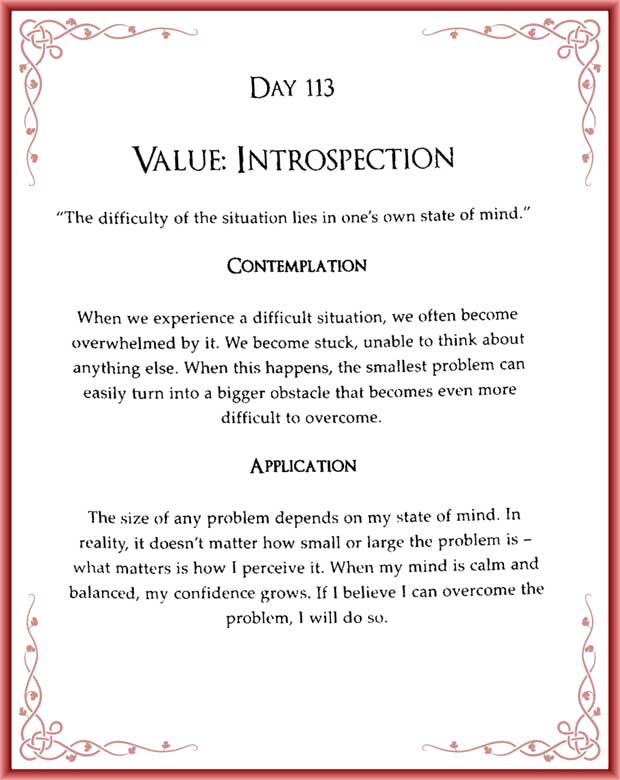 DAY 113
VALUE: INTROSPECTION
“The difficulty of the situation lies in one’s own state of mind.”
CONTEMPLATION
When we experience a difficult situation, we often become
overwhelmed by it. We become stuck, unable to think about
anything else. When this happens, the smallest problem can
easily turn into a bigger obstacle that becomes even more
difficult to overcome.
APPLICATION
The size of any problem depends on my state of mind. In
reality, it doesn’t matter how small or large the problem is –
what matters is how I perceive it. When my mind is calm and
balanced, my confidence grows. If I believe I can overcome the
problem, I will do so.